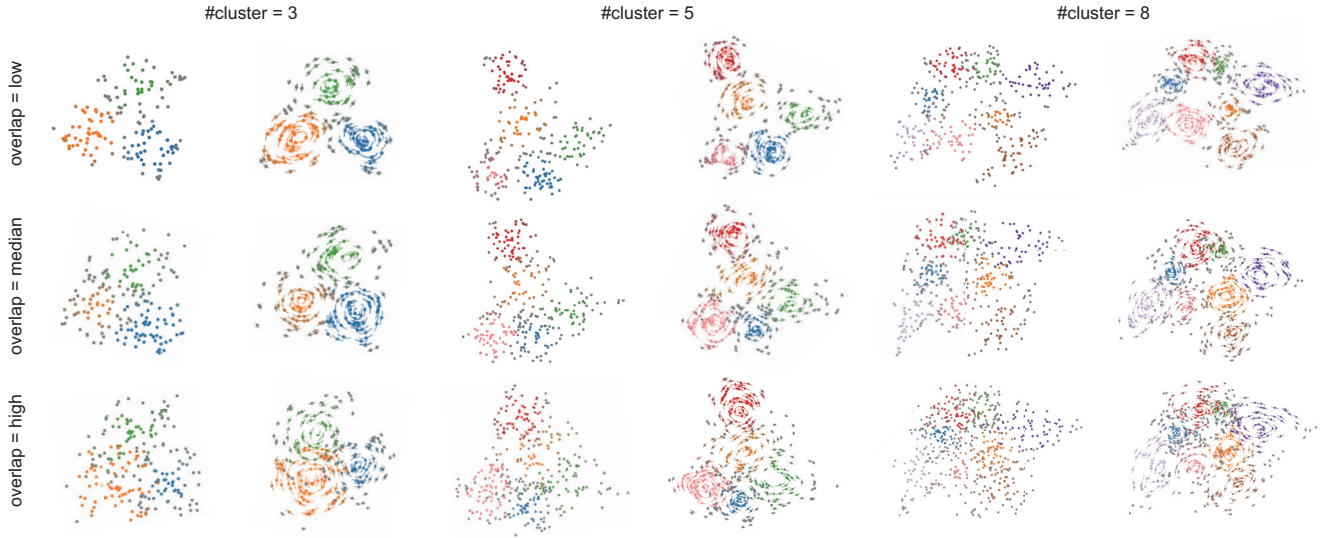 #cluster = 3
#cluster = 5
#cluster = 8
overlap = low
overlap = median
overlap = high